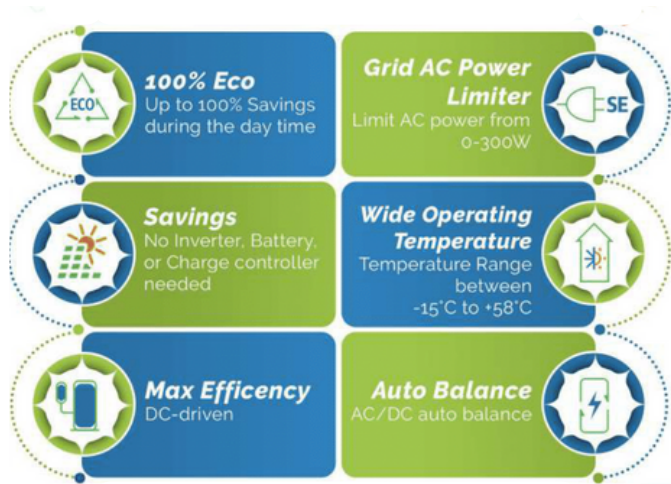 ECO
100% Eco
Up to 100% Savings
during the day time
Grid AC Power
Limiter
Limit AC power from
0-300W
SE
Savings
No Inverter, Battery,
or Charge controller
needed
Wide Operating
Temperature
Temperature Range
between
-15°C to +58°C
Max Efficency
DC-driven
Auto Balance
AC/DC auto balance